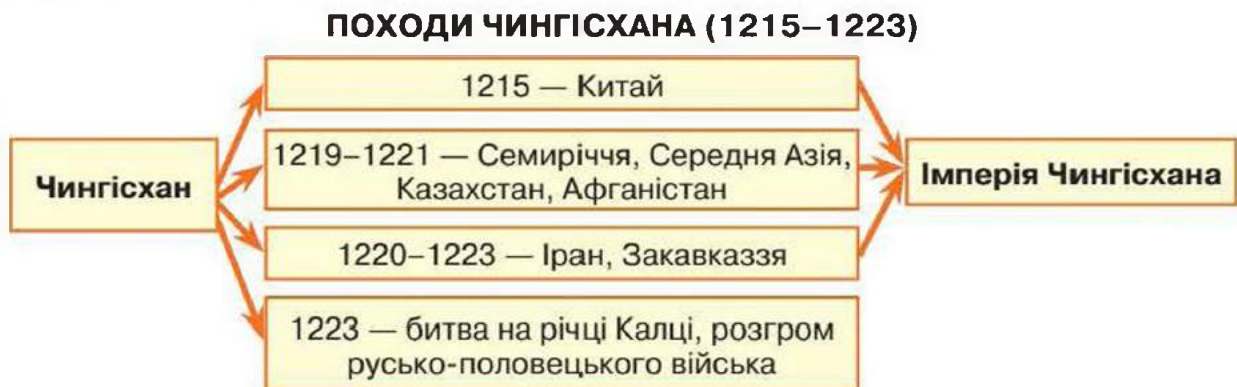 ПОХОДИ ЧИНГІСХАНА (1215–1223)
1215 — Китай
Чингісхан
1219–1221 — Семиріччя, Середня Азія,
Казахстан, Афганістан
Імперія Чингісхана
1220–1223 — Іран, Закавказзя
1223 — битва на річці Калці, розгром
русько-половецького війська